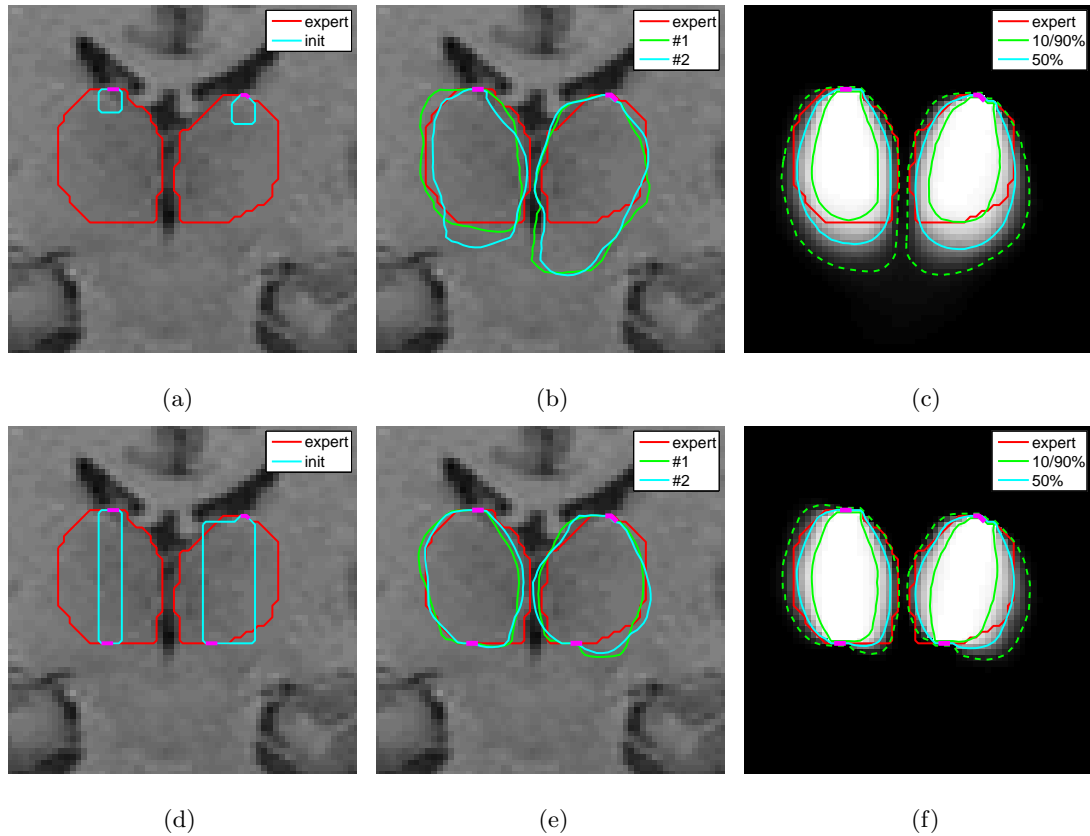 expert
init
expert
#1
#2
expert
10/90%
50%
(a)
(b)
(c)
expert
init
expert
#1
#2
expert
10/90%
50%
(d)
(e)
(f)